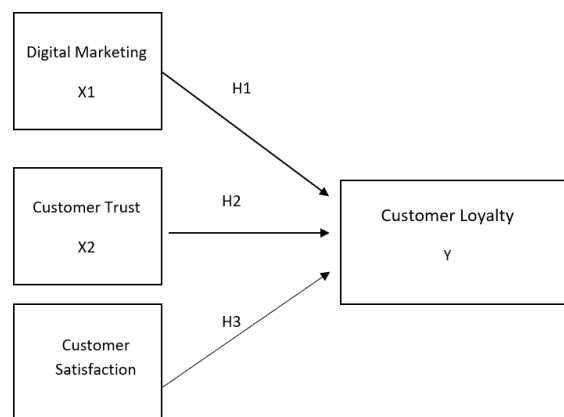 Digital Marketing
X1
H1
Customer Trust
X2
H2
Customer Loyalty
Y
Customer
Satisfaction
H3